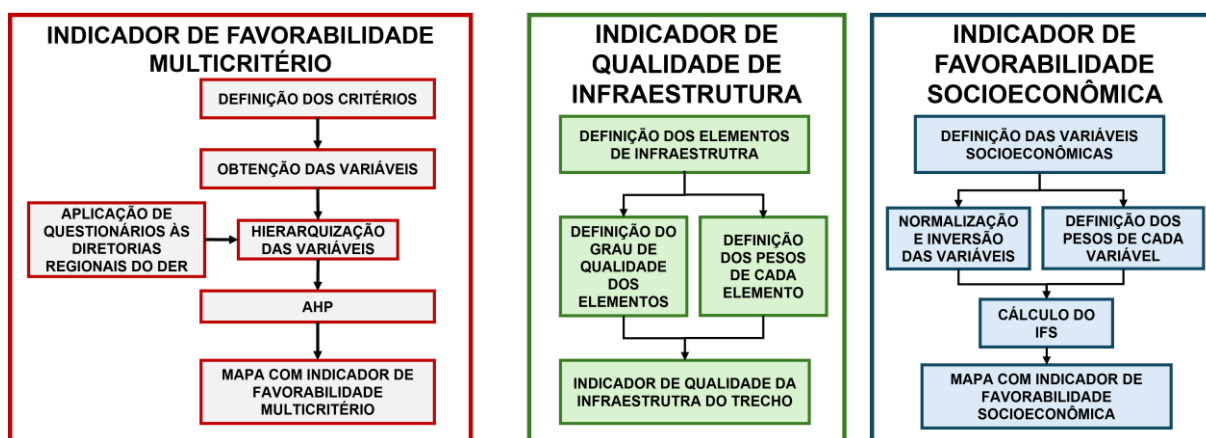 INDICADOR DE FAVORABILIDADE
MULTICRITÉRIO
DEFINIÇÃO DOS CRITÉRIOS
OBTENÇÃO DAS VARIÁVEIS
APLICAÇÃO DE
QUESTIONÁRIOS ÀS
DIRETORIAS
REGIONAIS DO DER
HIERARQUIZAÇÃO
DAS VARIÁVEIS
AHP
MAPA COM INDICADOR DE
FAVORABILIDADE
MULTICRITÉRIO
INDICADOR DE
QUALIDADE DE
INFRAESTRUTURA
DEFINIÇÃO DOS ELEMENTOS
DE INFRAESTRUTRA
DEFINIÇÃO DO
GRAU DE
QUALIDADE
DOS
ELEMENTOS
DEFINIÇÃO
DOS PESOS
DE CADA
ELEMENTO
INDICADOR DE QUALIDADE DA
INFRAESTRUTRA DO TRECHO
INDICADOR DE
FAVORABILIDADE
SOCIOECONÔMICA
DEFINIÇÃO DAS VARIÁVEIS
SOCIOECONÔMICAS
NORMALIZAÇÃO
E INVERSÃO
DAS VARIÁVEIS
DEFINIÇÃO DOS
PESOS DE CADA
VARIÁVEL
CÁLCULO DO
IFS
MAPA COM INDICADOR DE
FAVORABILIDADE
SOCIOECONÔMICA